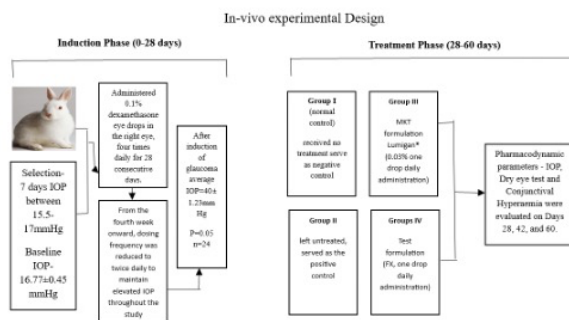 In-vivo experimental Design
Induction Phase (0-28 days)
Treatment Phase (28-60 days)
Administered
0.1%
dexamethasone
eye drops in
the right eye,
four times
daily for 28
consecutive
days.
Selection-
7 days IOP
between
15.5-
17mmHg
Baseline
IOP-
16.77±0.45
mmHg
From the
fourth week
onward, dosing
frequency was
reduced to
twice daily to
maintain
elevated IOP
throughout the
study
After
induction
of
glaucoma
average
IOP=40±
1.23mm
Hg
P=0.05
n=24
Group I
(normal
control)
received no
treatment serve
as negative
control
Group II
left untreated,
served as the
positive
control
Group III
MKT
formulation
Lumigan®
(0.03% one
drop daily
administration)
Groups IV
Test
formulation
(FX, one drop
daily
administration)
Pharmacodynamic
parameters - IOP,
Dry eye test and
Conjunctival
Hyperaemia were
evaluated on Days
28, 42, and 60.